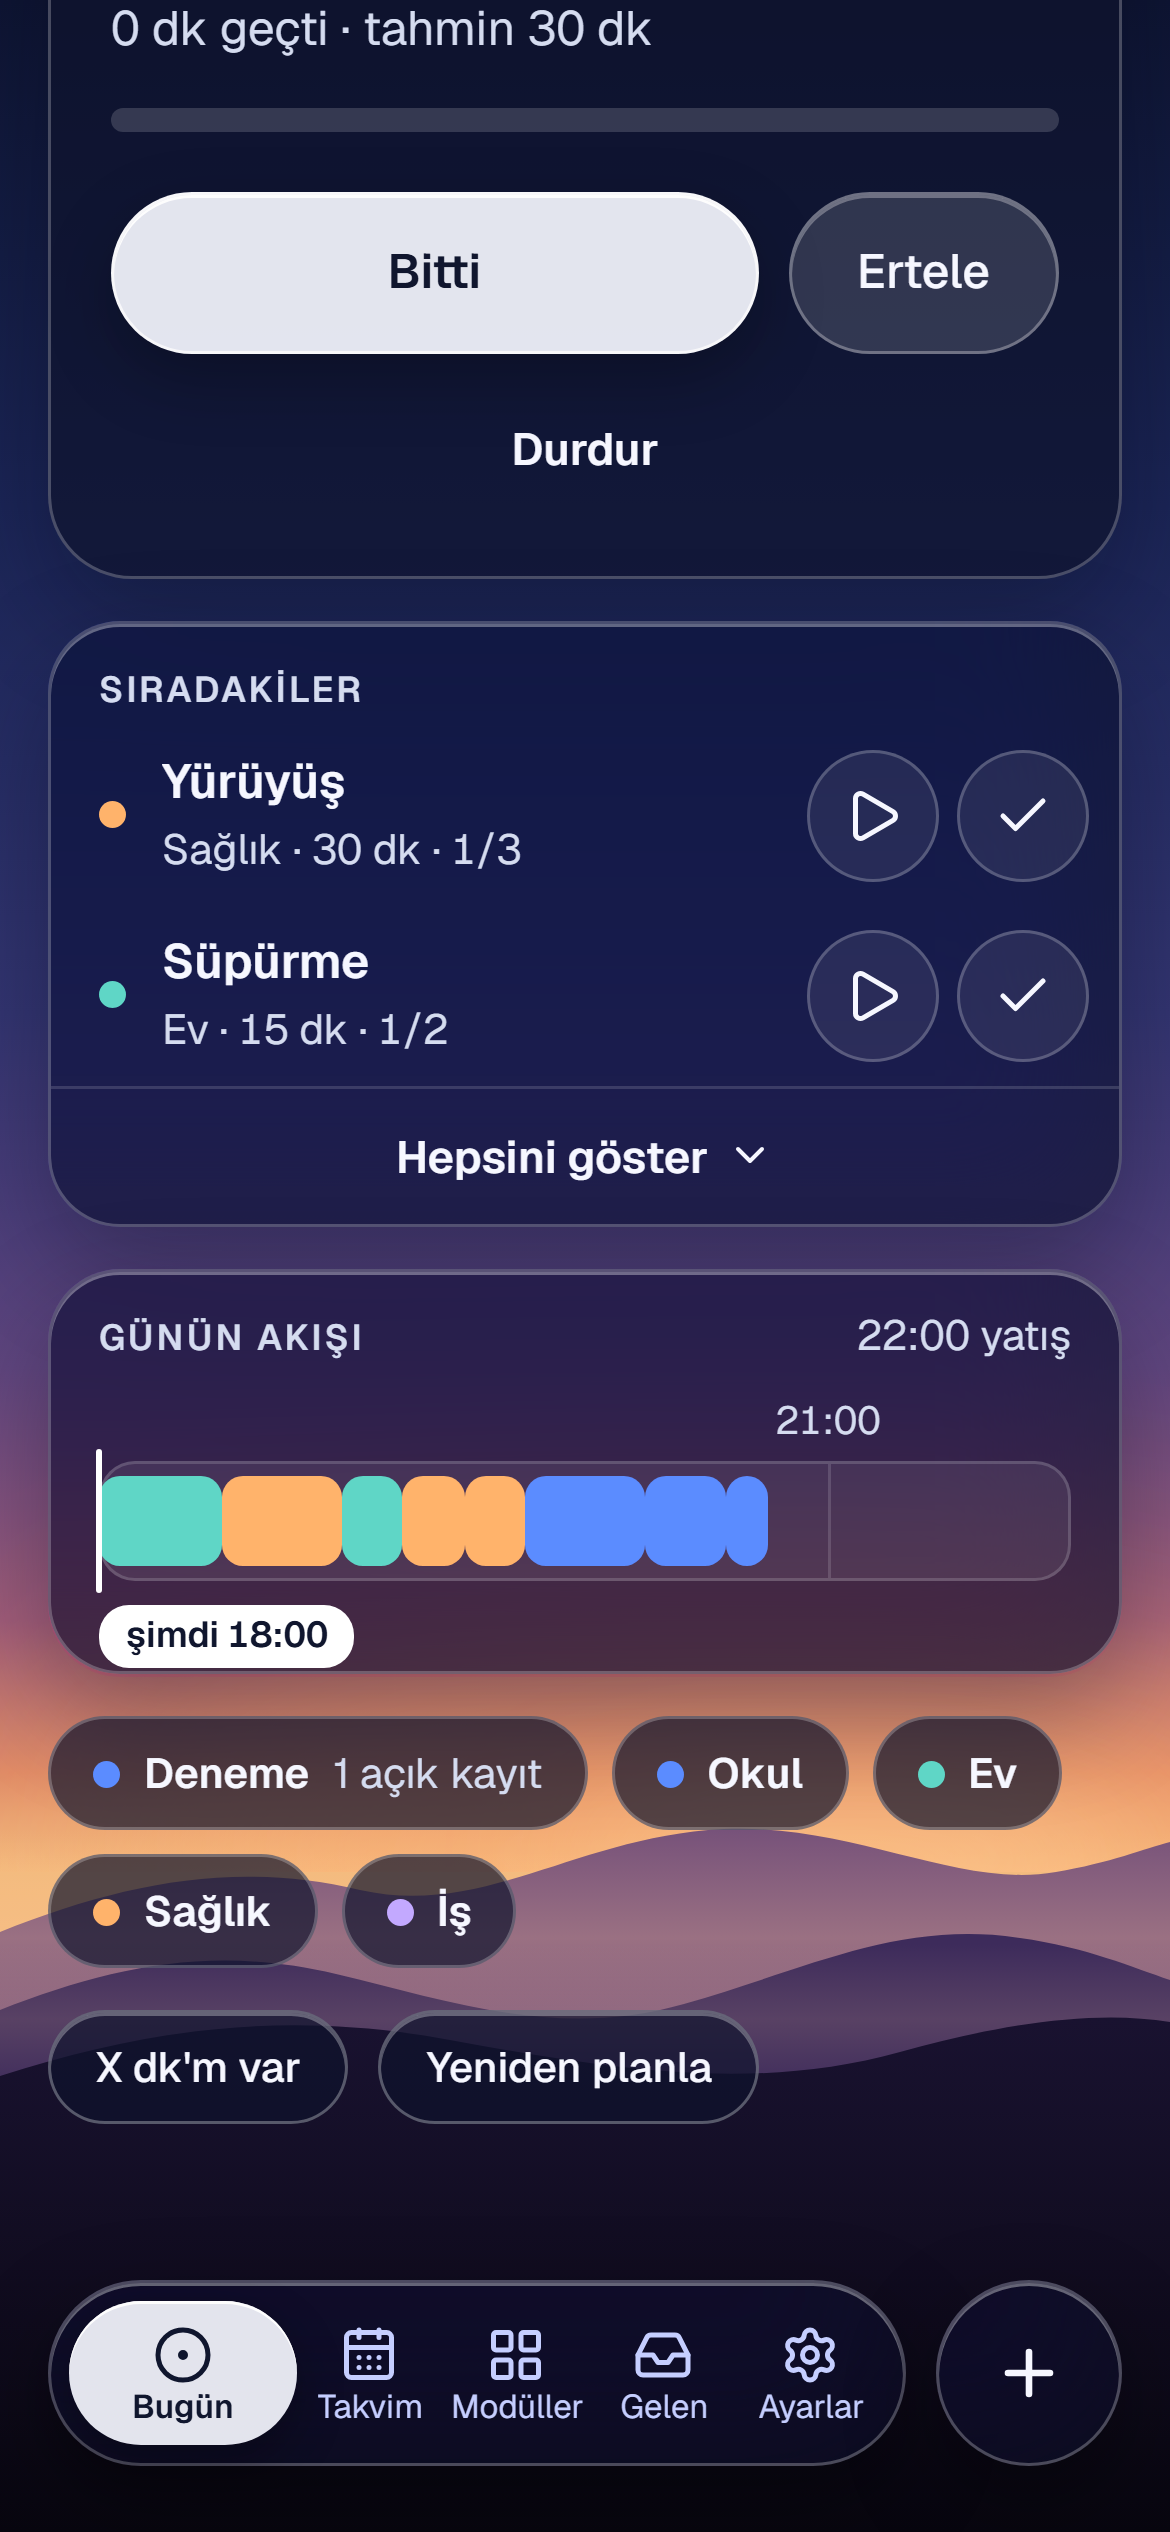 0 dk geçti · tahmin 30 dk
Bitti
Ertele
Durdur
SIRADAKİLER
Yürüyüş
Sağlık · 30 dk · 1/3
Süpürme
Ev · 15 dk · 1/2
Hepsini göster
GÜNÜN AKIŞI
22:00 yatış
21:00
şimdi 18:00
Deneme 1 açık kayıt
Okul
Ev
Sağlık
İş
X dk'm var
Yeniden planla
Bugün
Takvim
Modüller
Gelen
Ayarlar